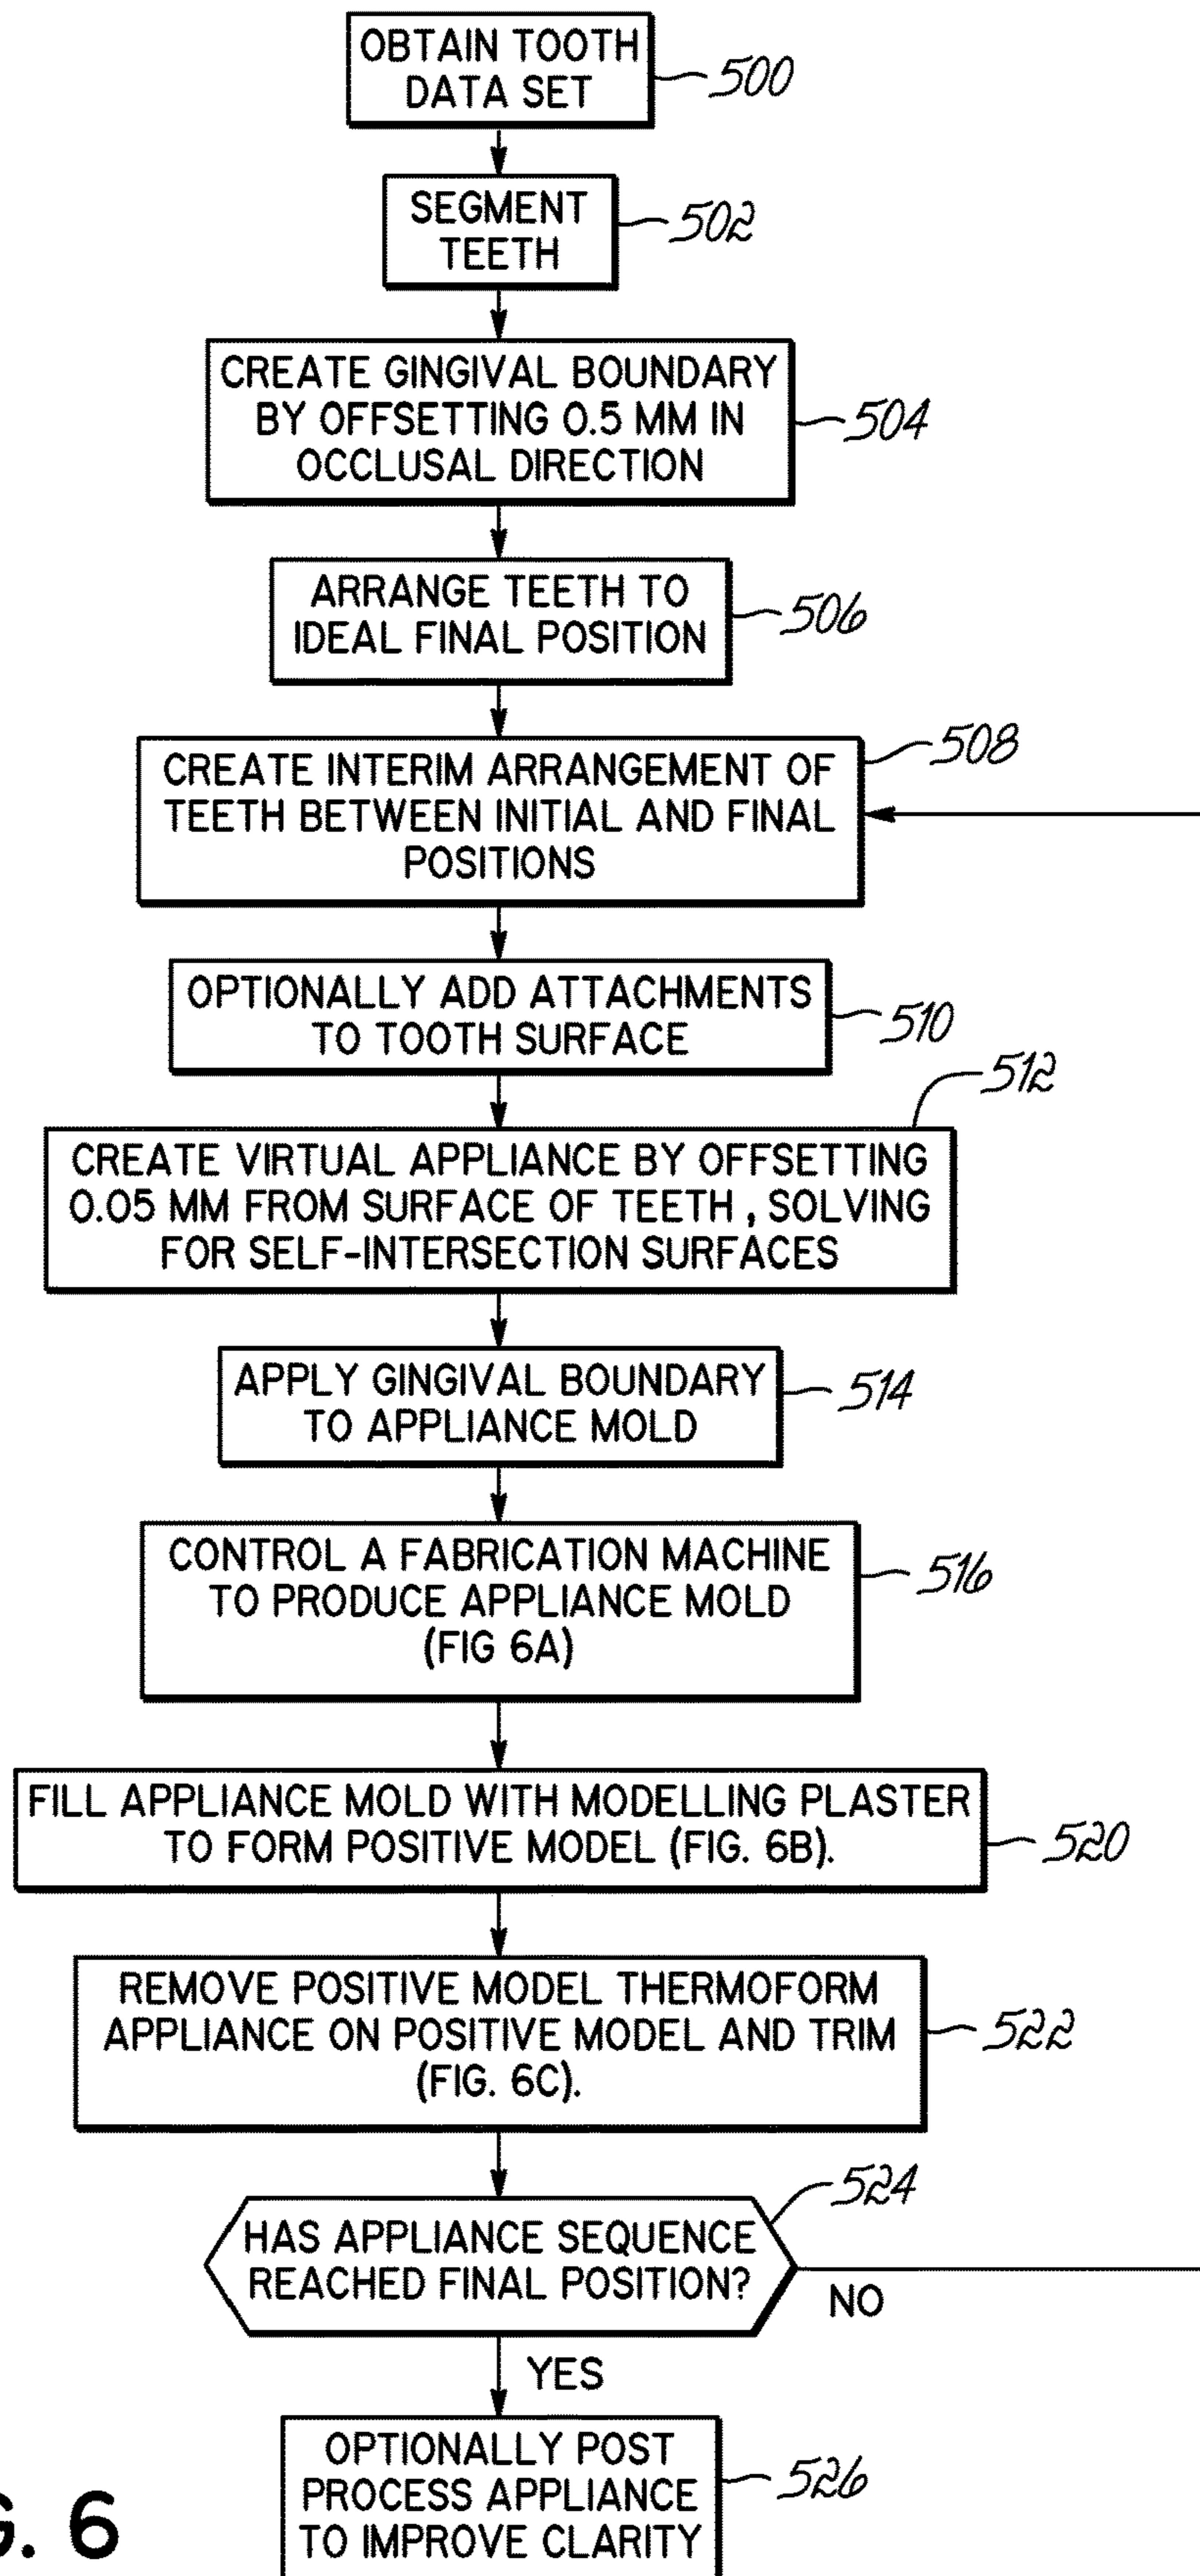 OBTAIN TOOTH
DATA SET
500
SEGMENT
TEETH
502
CREATE GINGIVAL BOUNDARY
BY OFFSETTING 0.5 MM IN
OCCLUSAL DIRECTION
504
ARRANGE TEETH TO
IDEAL FINAL POSITION
506
CREATE INTERIM ARRANGEMENT OF
TEETH BETWEEN INITIAL AND FINAL
POSITIONS
508
OPTIONALLY ADD ATTACHMENTS
TO TOOTH SURFACE
510
512
CREATE VIRTUAL APPLIANCE BY OFFSETTING
0.05 MM FROM SURFACE OF TEETH , SOLVING
FOR SELF-INTERSECTION SURFACES
APPLY GINGIVAL BOUNDARY
TO APPLIANCE MOLD
514
CONTROL A FABRICATION MACHINE
TO PRODUCE APPLIANCE MOLD
(FIG 6A)
516
FILL APPLIANCE MOLD WITH MODELLING PLASTER
TO FORM POSITIVE MODEL (FIG. 6B).
520
REMOVE POSITIVE MODEL THERMOFORM
APPLIANCE ON POSITIVE MODEL AND TRIM
(FIG. 6C).
522
524
HAS APPLIANCE SEQUENCE
REACHED FINAL POSITION?
NO
YES
OPTIONALLY POST
PROCESS APPLIANCE
TO IMPROVE CLARITY
526
G. 6